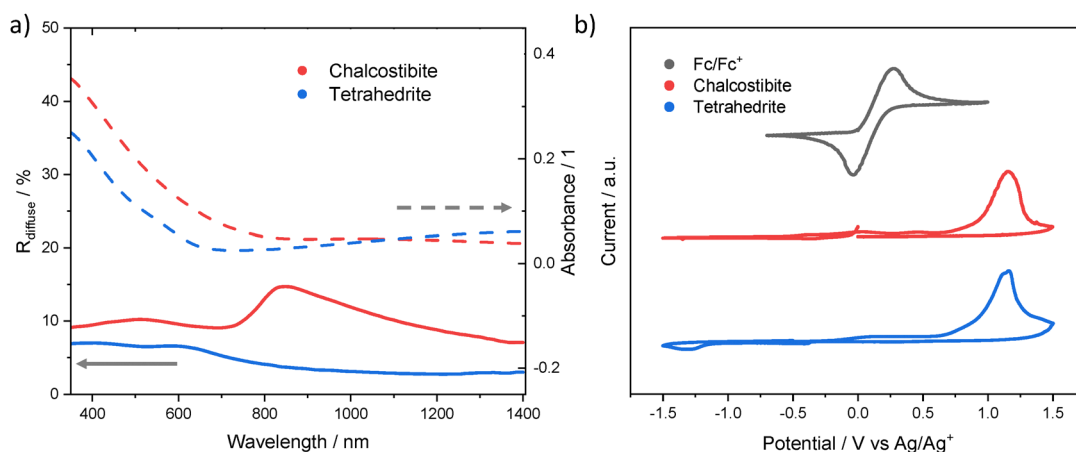 a)
50
40
30
20
10
0
R_diffuse / %
400
600
800
1000
1200
1400
Wavelength / nm
0.4
0.2
0.0
-0.2
Absorbance / 1
Chalcostibite
Tetrahedrite
b)
Current / a.u.
Fc/Fc⁺
Chalcostibite
Tetrahedrite
-1.5
-1.0
-0.5
0.0
0.5
1.0
1.5
Potential / V vs Ag/Ag⁺